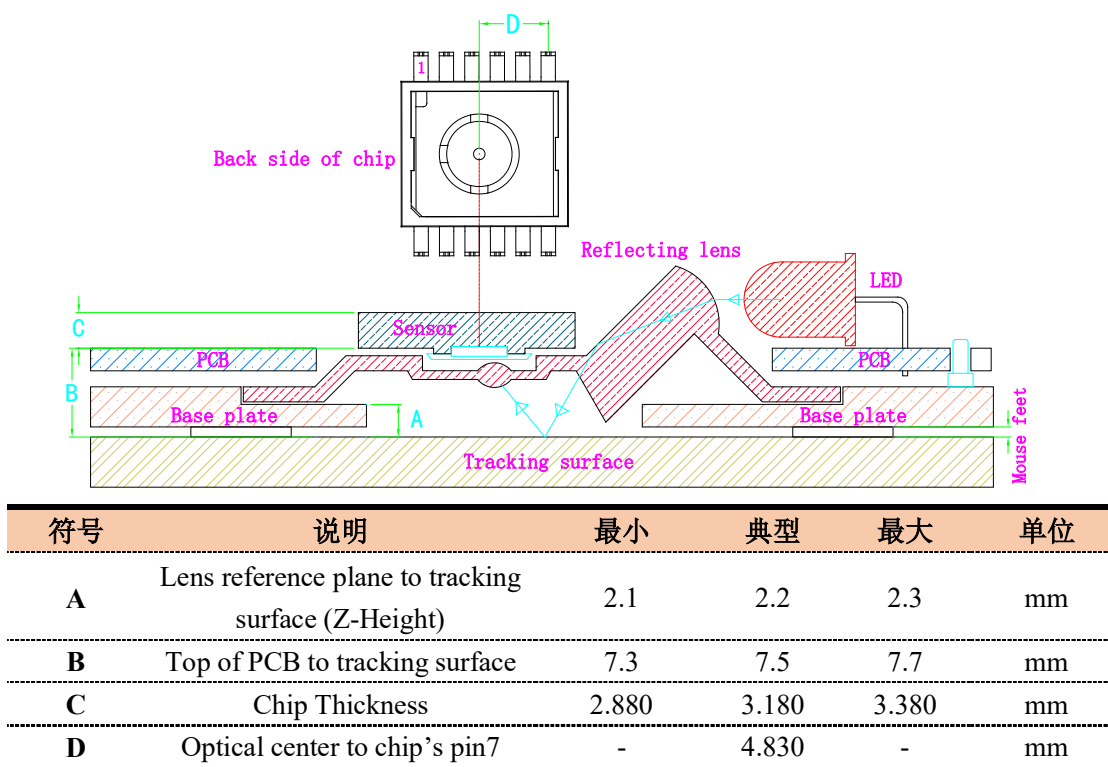 D
1
Back side of chip
Reflecting lens
LED
C
Sensor
PCB
PCB
B
Base plate
A
Base plate
Mouse feet
Tracking surface
符号 说明 最小 典型 最大 单位
A Lens reference plane to tracking surface (Z-Height) 2.1 2.2 2.3 mm
B Top of PCB to tracking surface 7.3 7.5 7.7 mm
C Chip Thickness 2.880 3.180 3.380 mm
D Optical center to chip's pin7 - 4.830 - mm